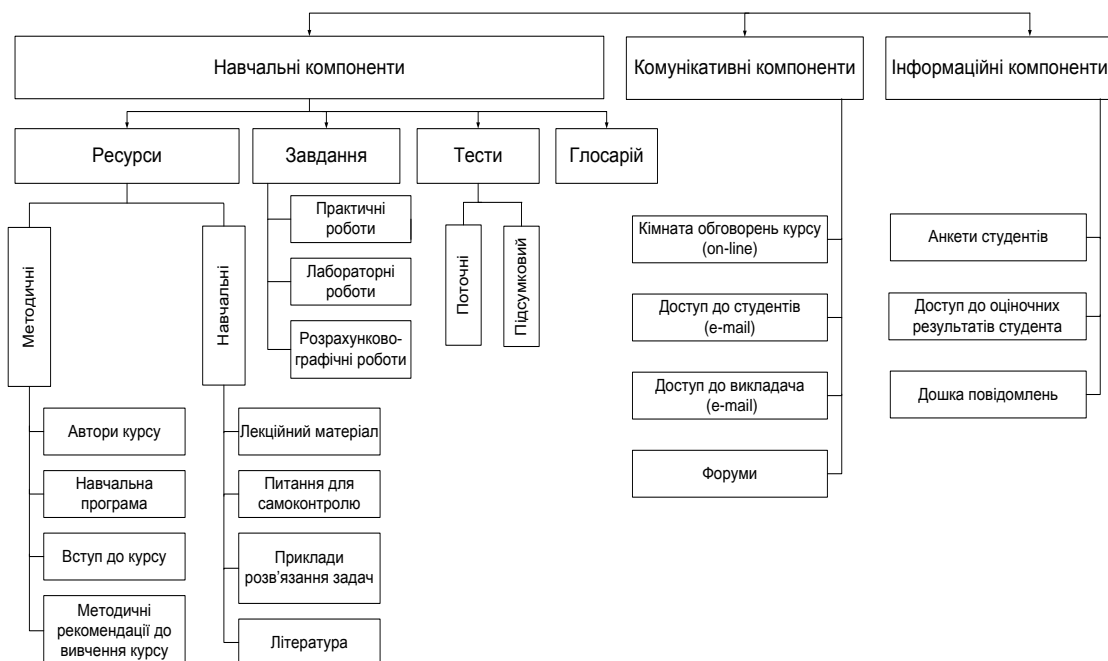 Навчальні компоненти
Комунікативні компоненти
Інформаційні компоненти
Ресурси
Завдання
Тести
Глосарій
Методичні
Навчальні
Практичні
роботи
Лабораторні
роботи
Розрахунково-
графічні роботи
Поточні
Підсумковий
Кімната обговорень курсу
(on-line)
Доступ до студентів
(e-mail)
Доступ до викладача
(e-mail)
Форуми
Анкети студентів
Доступ до оціночних
результатів студента
Дошка повідомлень
Автори курсу
Навчальна
програма
Вступ до курсу
Методичні
рекомендації до
вивчення курсу
Лекційний матеріал
Питання для
самоконтролю
Приклади
розв’язання задач
Література